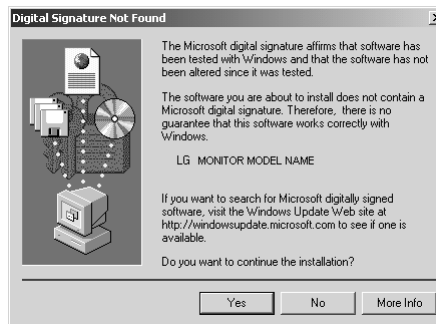 Digital Signature Not Found
The Microsoft digital signature affirms that software has
been tested with Windows and that the software has not
been altered since it was tested.
The software you are about to install does not contain a
Microsoft digital signature. Therefore, there is no
guarantee that this software works correctly with
Windows.
LG MONITOR MODEL NAME
If you want to search for Microsoft digitally signed
software, visit the Windows Update Web site at
http://windowsupdate.microsoft.com to see if one is
available.
Do you want to continue the installation?
Yes No More Info